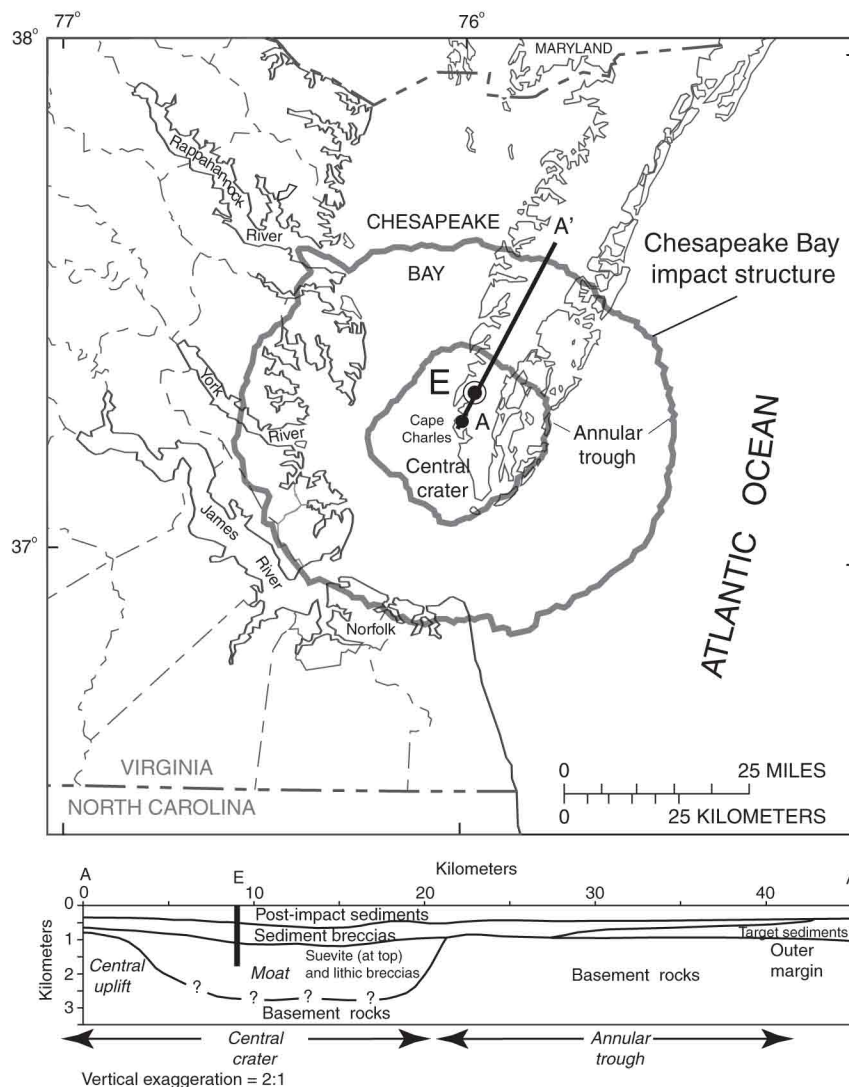 77°
76°
38°
MARYLAND
Rappahannock
River
CHESAPEAKE
BAY
A'
Chesapeake Bay
impact structure
York
River
E
A
Cape
Charles
Central
crater
Annular
trough
James
River
37°
Norfolk
ATLANTIC OCEAN
VIRGINIA
NORTH CAROLINA
0
25 MILES
0
25 KILOMETERS
Kilometers
A
E
A
0
10
20
30
40
Kilometers
0
1
2
3
Post-impact sediments
Sediment breccias
Target sediments
Central
uplift
Moat
Suevite (at top)
and lithic breccias
Outer
margin
Basement rocks
? ? ? ?
Basement rocks
Central
crater
Annular
trough
Vertical exaggeration = 2:1